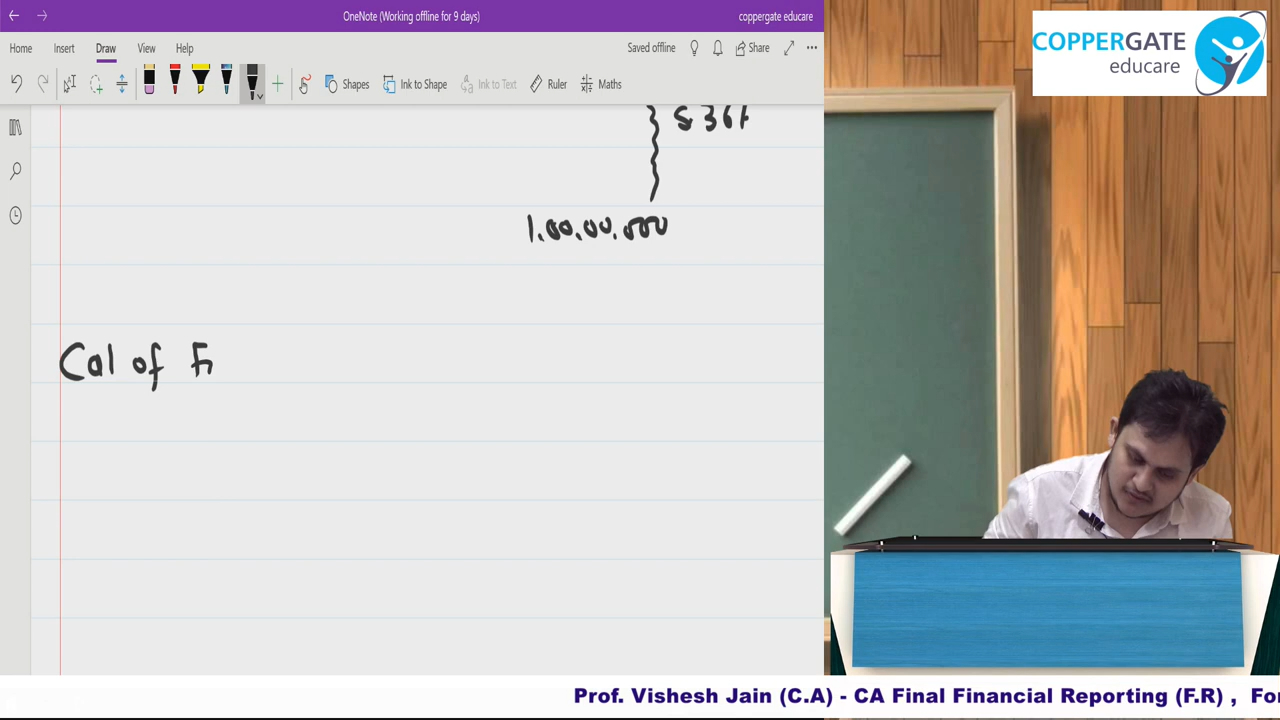 OneNote (Working offline for 9 days)
coppergate educare
Home Insert Draw View Help
Saved offline Share
Shapes Ink to Shape Ink to Text Ruler Maths
COPPERGATE
educare
1,00,00,000
Cal of F
Prof. Vishesh Jain (C.A) - CA Final Financial Reporting (F.R) , For